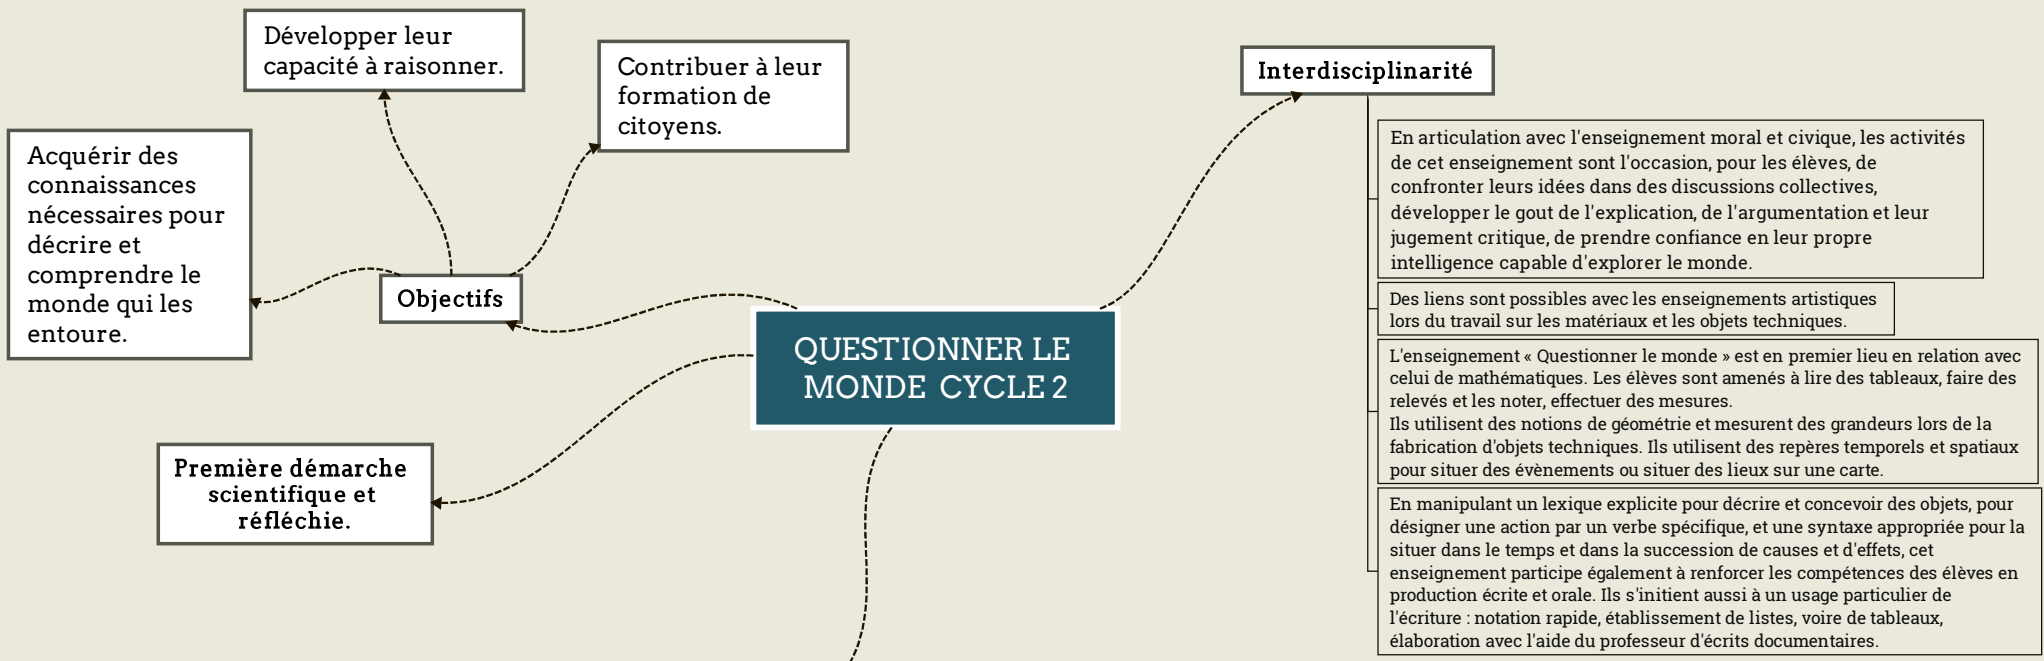 Développer leur
capacité à raisonner.
Contribuer à leur
formation de
citoyens.
Acquérir des
connaissances
nécessaires pour
décrire et
comprendre le
monde qui les
entoure.
Objectifs
QUESTIONNER LE
MONDE CYCLE 2
Première démarche
scientifique et
réfléchie.
Interdisciplinarité
En articulation avec l'enseignement moral et civique, les activités
de cet enseignement sont l'occasion, pour les élèves, de
confronter leurs idées dans des discussions collectives,
développer le gout de l'explication, de l'argumentation et leur
jugement critique, de prendre confiance en leur propre
intelligence capable d'explorer le monde.
Des liens sont possibles avec les enseignements artistiques
lors du travail sur les matériaux et les objets techniques.
L'enseignement « Questionner le monde » est en premier lieu en relation avec
celui de mathématiques. Les élèves sont amenés à lire des tableaux, faire des
relevés et les noter, effectuer des mesures.
Ils utilisent des notions de géométrie et mesurent des grandeurs lors de la
fabrication d'objets techniques. Ils utilisent des repères temporels et spatiaux
pour situer des évènements ou situer des lieux sur une carte.
En manipulant un lexique explicite pour décrire et concevoir des objets, pour
désigner une action par un verbe spécifique, et une syntaxe appropriée pour la
situer dans le temps et dans la succession de causes et d'effets, cet
enseignement participe également à renforcer les compétences des élèves en
production écrite et orale. Ils s'initient aussi à un usage particulier de
l'écriture : notation rapide, établissement de listes, voire de tableaux,
élaboration avec l'aide du professeur d'écrits documentaires.